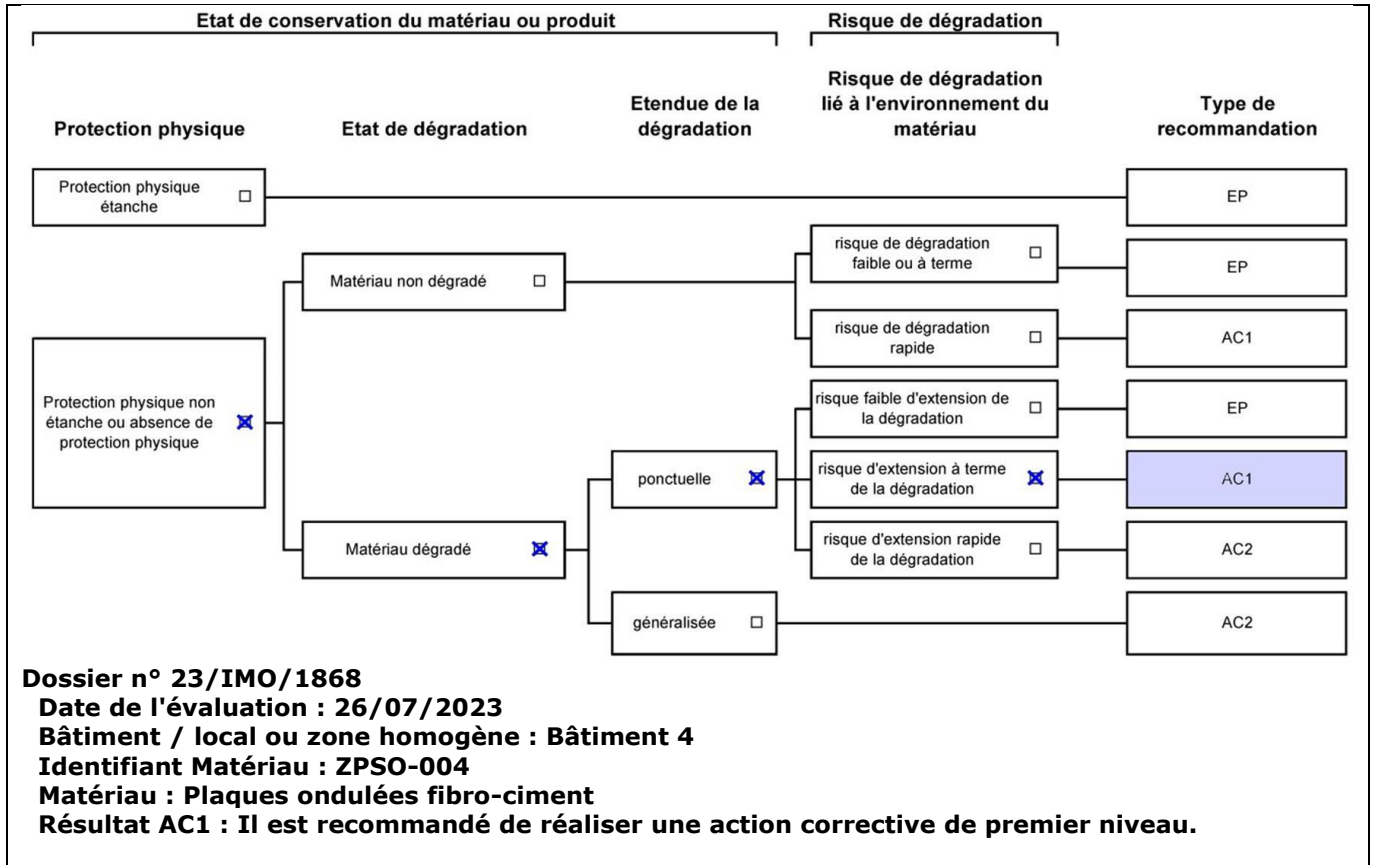 Etat de conservation du matériau ou produit
Risque de dégradation
Protection physique
Etat de dégradation
Etendue de la
dégradation
Risque de dégradation
lié à l'environnement du
matériau
Type de
recommandation
Protection physique
étanche
EP
risque de dégradation
faible ou à terme
EP
Matériau non dégradé
risque de dégradation
rapide
AC1
Protection physique non
étanche ou absence de
protection physique
risque faible d'extension de
la dégradation
EP
ponctuelle
risque d'extension à terme
de la dégradation
AC1
Matériau dégradé
risque d'extension rapide
de la dégradation
AC2
généralisée
AC2
Dossier n° 23/IMO/1868
Date de l'évaluation : 26/07/2023
Bâtiment / local ou zone homogène : Bâtiment 4
Identifiant Matériau : ZPSO-004
Matériau : Plaques ondulées fibro-ciment
Résultat AC1 : Il est recommandé de réaliser une action corrective de premier niveau.